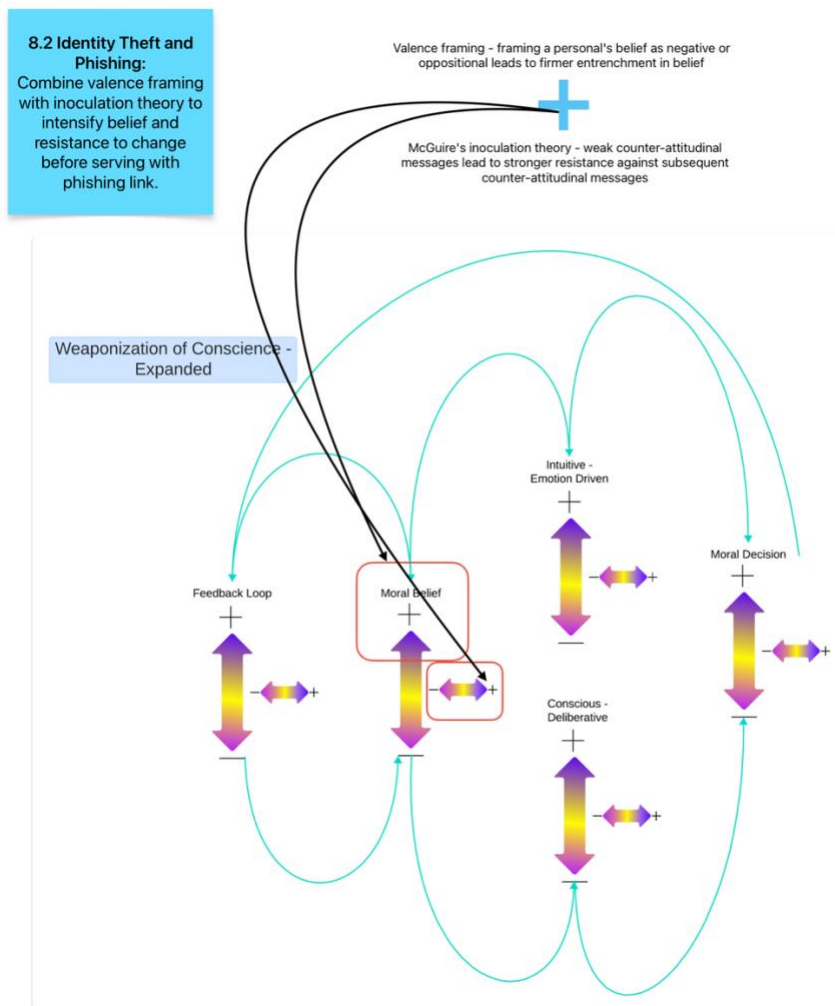 8.2 Identity Theft and
Phishing:
Combine valence framing
with inoculation theory to
intensify belief and
resistance to change
before serving with
phishing link.
Valence framing - framing a personal's belief as negative or
oppositional leads to firmer entrenchment in belief
McGuire's inoculation theory - weak counter-attitudinal
messages lead to stronger resistance against subsequent
counter-attitudinal messages
Weaponization of Conscience -
Expanded
Intuitive -
Emotion Driven
Moral Decision
Feedback Loop
Moral Belief
Conscious -
Deliberative